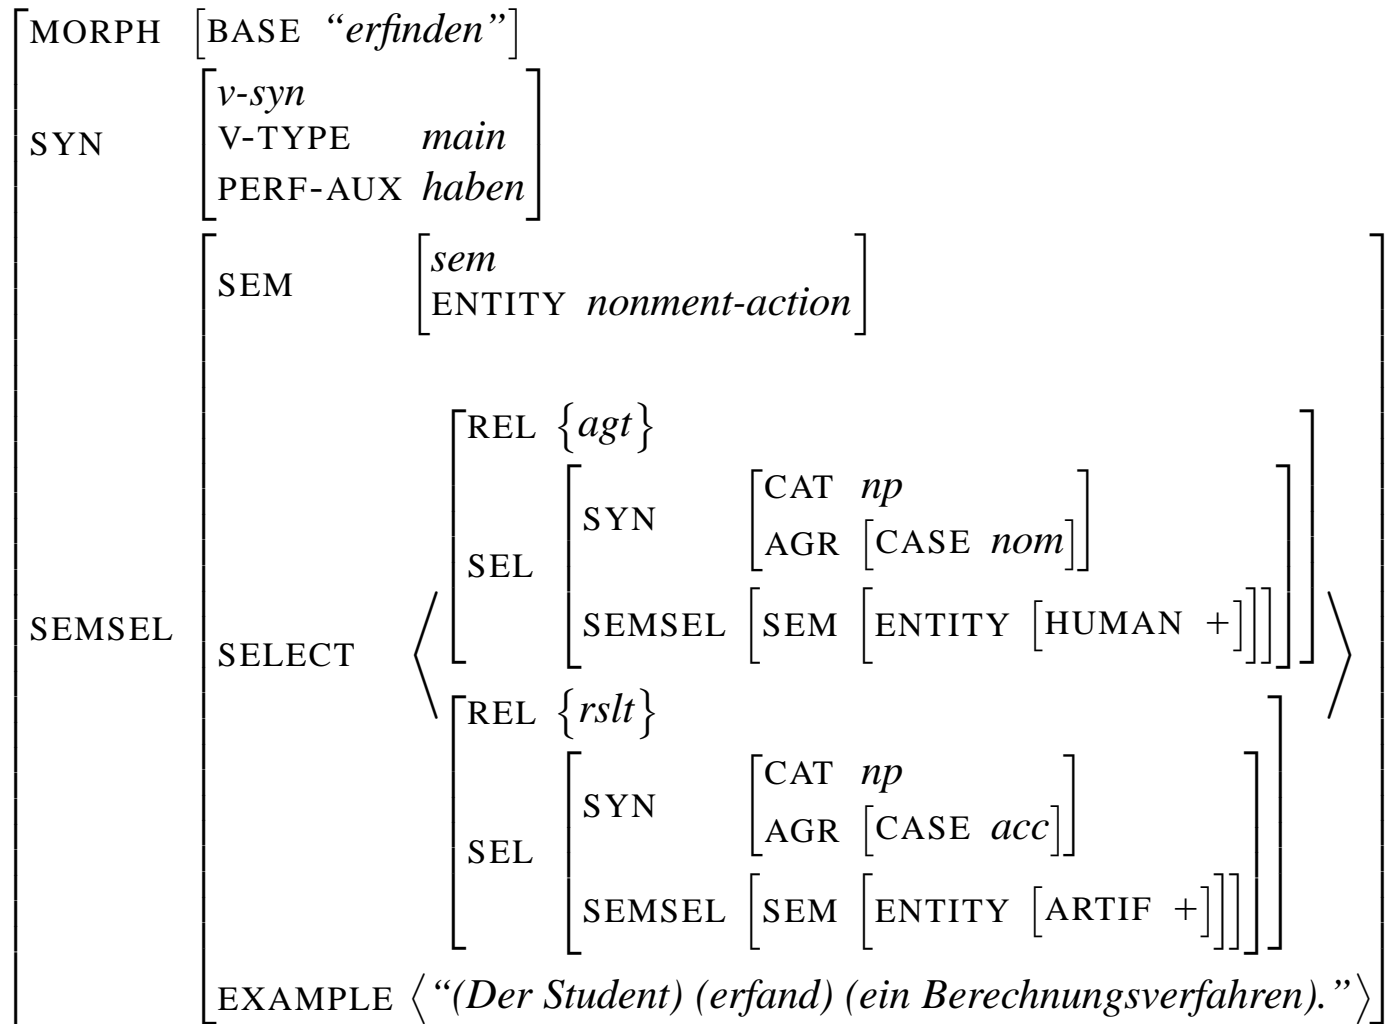 MORPH [BASE “erfinden”]
v-syn
V-TYPE main
SYN
PERF-AUX haben
sem
SEM
ENTITY nonment-action
REL {agt}
CAT np
SYN
AGR [CASE nom]
SEL
SEMSEL [SEM [ENTITY [HUMAN +]]]
SEMSEL
SELECT
REL {rslt}
CAT np
SYN
AGR [CASE acc]
SEL
SEMSEL [SEM [ENTITY [ARTIF +]]]
EXAMPLE ⟨“(Der Student) (erfand) (ein Berechnungsverfahren).”⟩